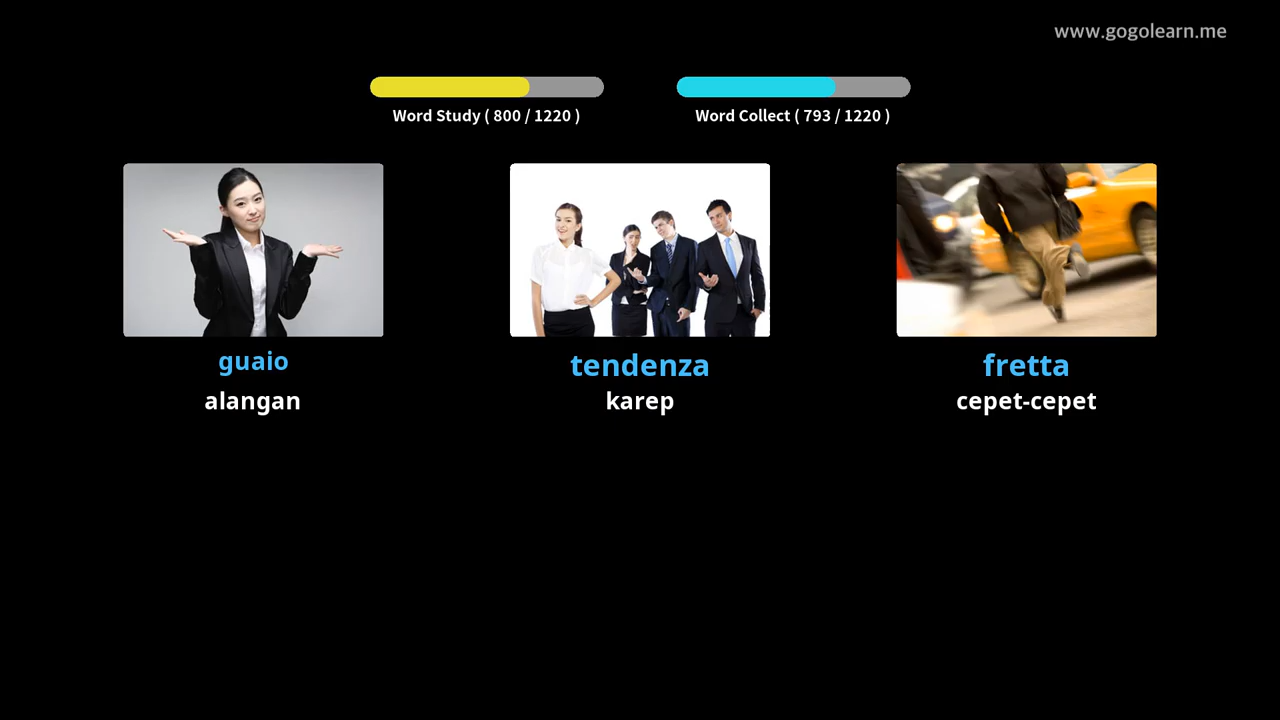 www.gogolearn.me
Word Study ( 800 / 1220 )
Word Collect ( 793 / 1220 )
guaio
alangan
tendenza
karep
fretta
cepet-cepet